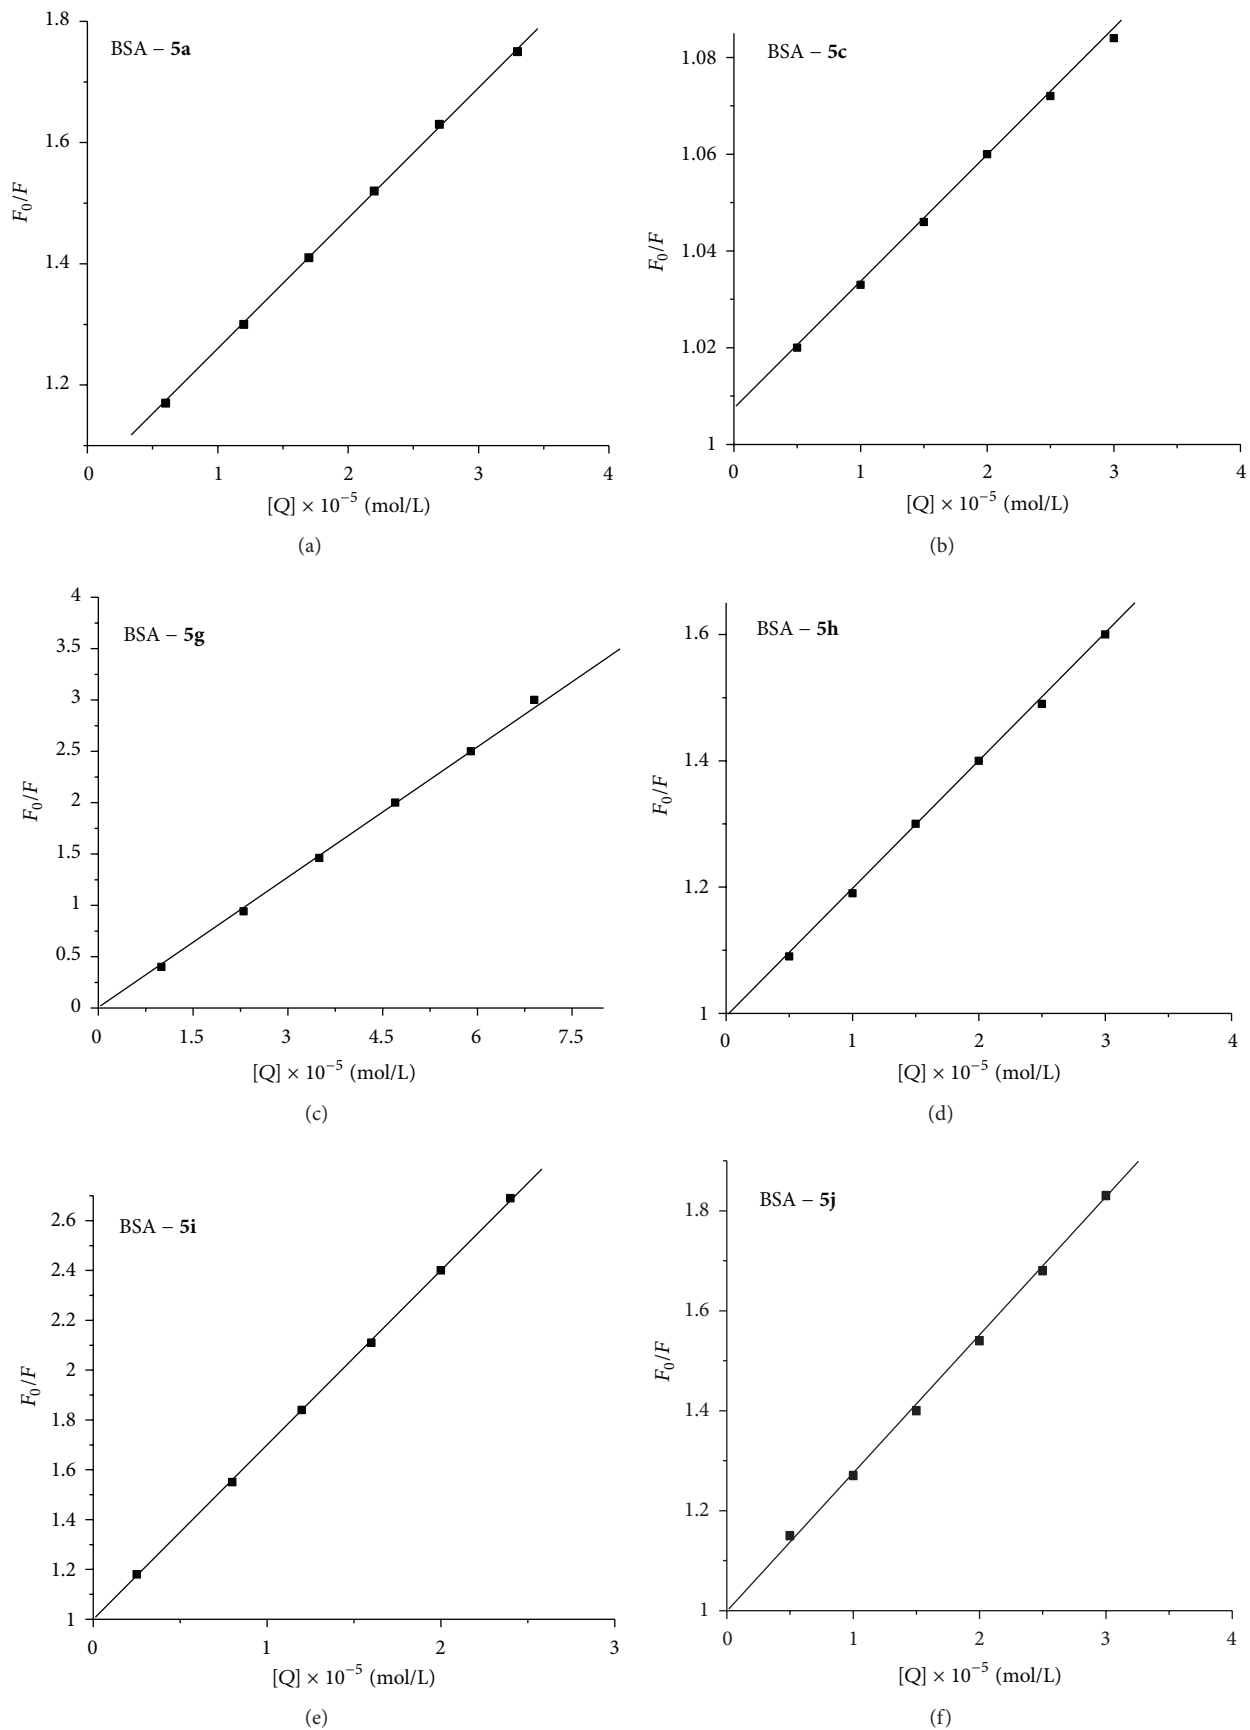 BSA – 5a
1.8
1.6
1.4
1.2
F0/F
0 1 2 3 4
[Q] × 10−5 (mol/L)
(a)
BSA – 5c
1.08
1.06
1.04
1.02
1
F0/F
0 1 2 3 4
[Q] × 10−5 (mol/L)
(b)
BSA – 5g
4
3.5
3
2.5
2
1.5
1
0.5
0
F0/F
0 1.5 3 4.5 6 7.5
[Q] × 10−5 (mol/L)
(c)
BSA – 5h
1.6
1.4
1.2
1
F0/F
0 1 2 3 4
[Q] × 10−5 (mol/L)
(d)
BSA – 5i
2.6
2.4
2.2
2
1.8
1.6
1.4
1.2
1
F0/F
0 1 2 3
[Q] × 10−5 (mol/L)
(e)
BSA – 5j
1.8
1.6
1.4
1.2
1
F0/F
0 1 2 3 4
[Q] × 10−5 (mol/L)
(f)